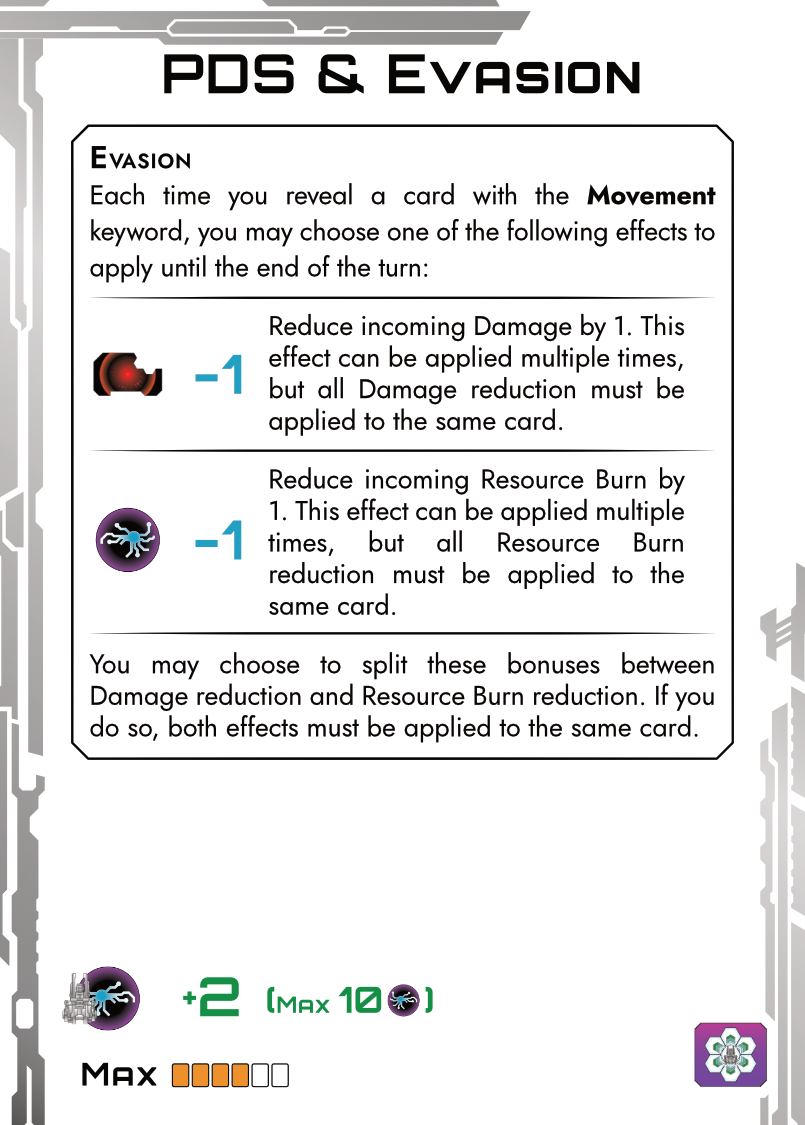 PDS & Evasion
Evasion
Each time you reveal a card with the Movement
keyword, you may choose one of the following effects to
apply until the end of the turn:
-1
Reduce incoming Damage by 1. This
effect can be applied multiple times,
but all Damage reduction must be
applied to the same card.
-1
Reduce incoming Resource Burn by
1. This effect can be applied multiple
times, but all Resource Burn
reduction must be applied to the
same card.
You may choose to split these bonuses between
Damage reduction and Resource Burn reduction. If you
do so, both effects must be applied to the same card.
+2 (Max 10 )
Max